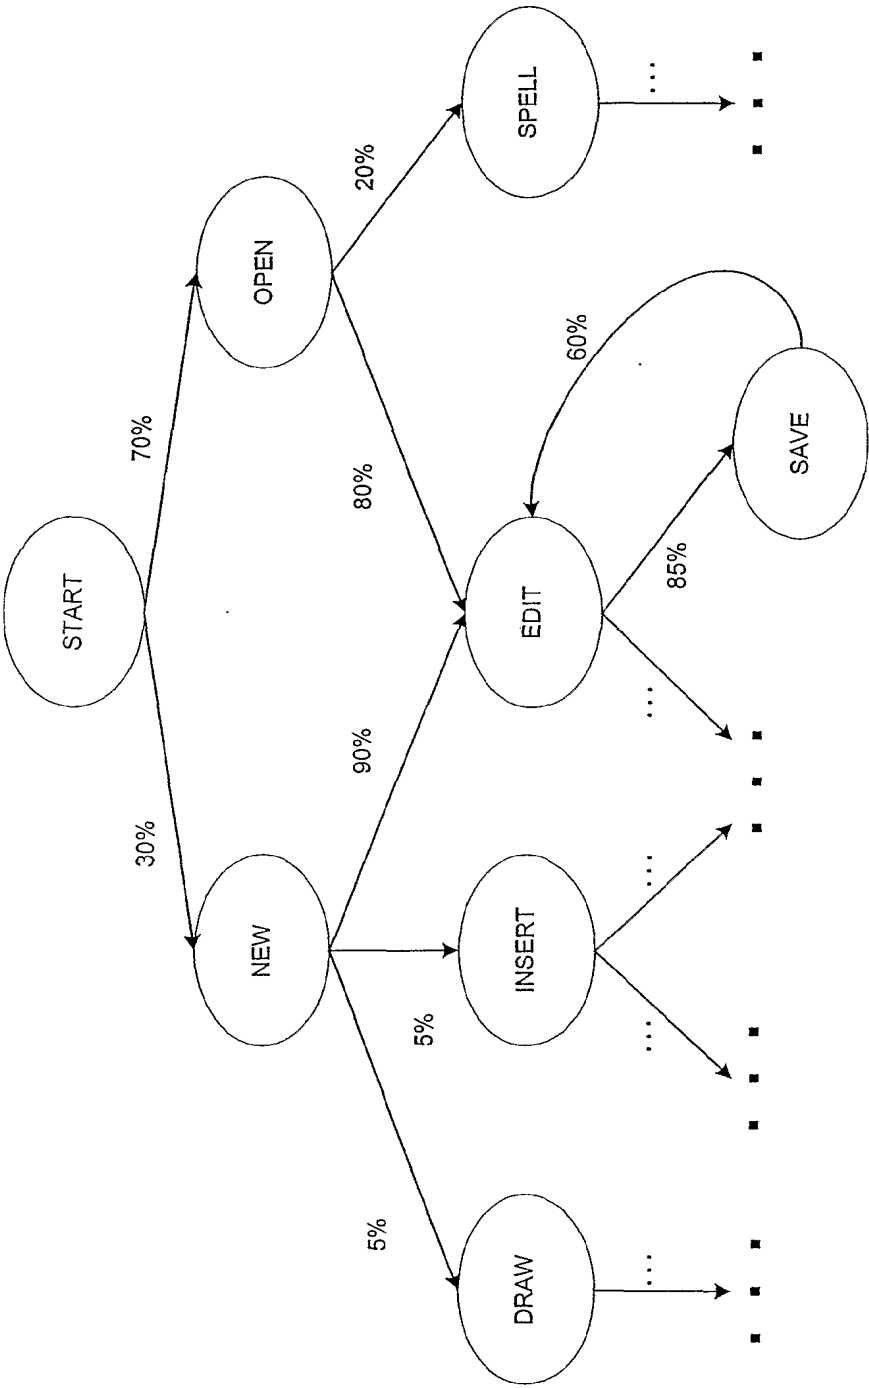 START
30%
70%
NEW
OPEN
5%
5%
90%
80%
20%
DRAW
INSERT
EDIT
SPELL
...
...
...
...
85%
60%
...
SAVE